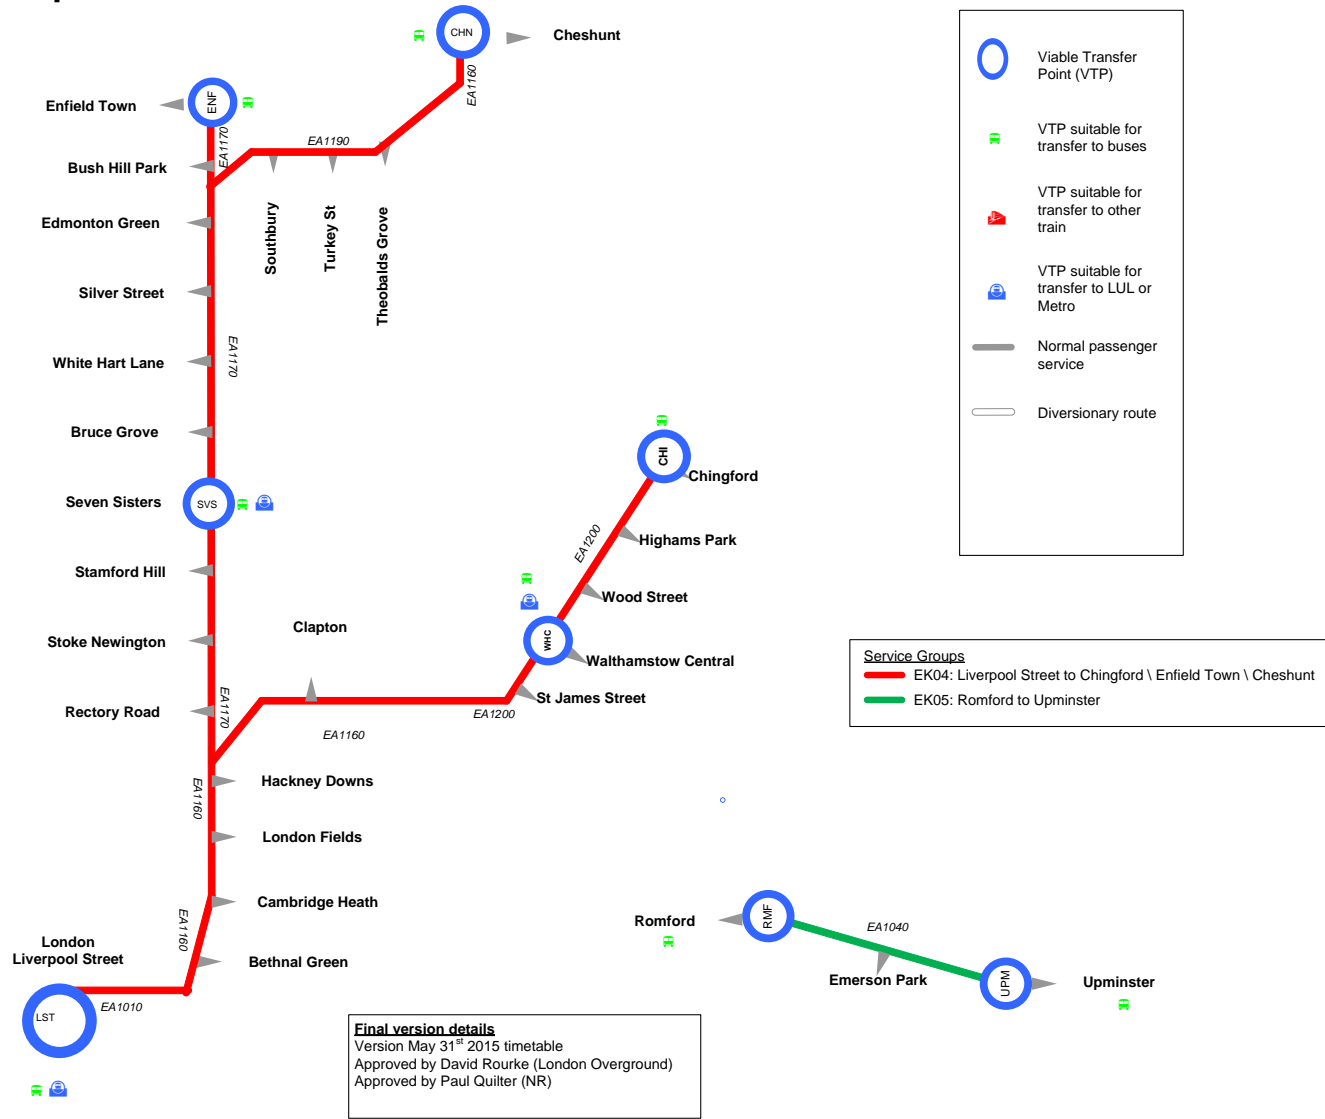 CHN
Cheshunt
EA1160
Enfield Town
ENF
EA1170
EA1190
Bush Hill Park
Edmonton Green
Southbury
Turkey St
Theobalds Grove
Silver Street
White Hart Lane
EA1170
Bruce Grove
Seven Sisters
SVS
Stamford Hill
Stoke Newington
Rectory Road
EA1170
Clapton
EA1160
EA1200
CHI
Chingford
Highams Park
EA1200
Wood Street
WHC
Walthamstow Central
St James Street
Hackney Downs
EA1160
London Fields
Cambridge Heath
EA1160
Bethnal Green
London
Liverpool Street
LST
EA1010
Viable Transfer
Point (VTP)
VTP suitable for
transfer to buses
VTP suitable for
transfer to other
train
VTP suitable for
transfer to LUL or
Metro
Normal passenger
service
Diversionary route
Service Groups
EK04: Liverpool Street to Chingford \ Enfield Town \ Cheshunt
EK05: Romford to Upminster
Romford
RMF
EA1040
Emerson Park
UPM
Upminster
Final version details
Version May 31st 2015 timetable
Approved by David Rourke (London Overground)
Approved by Paul Quilter (NR)